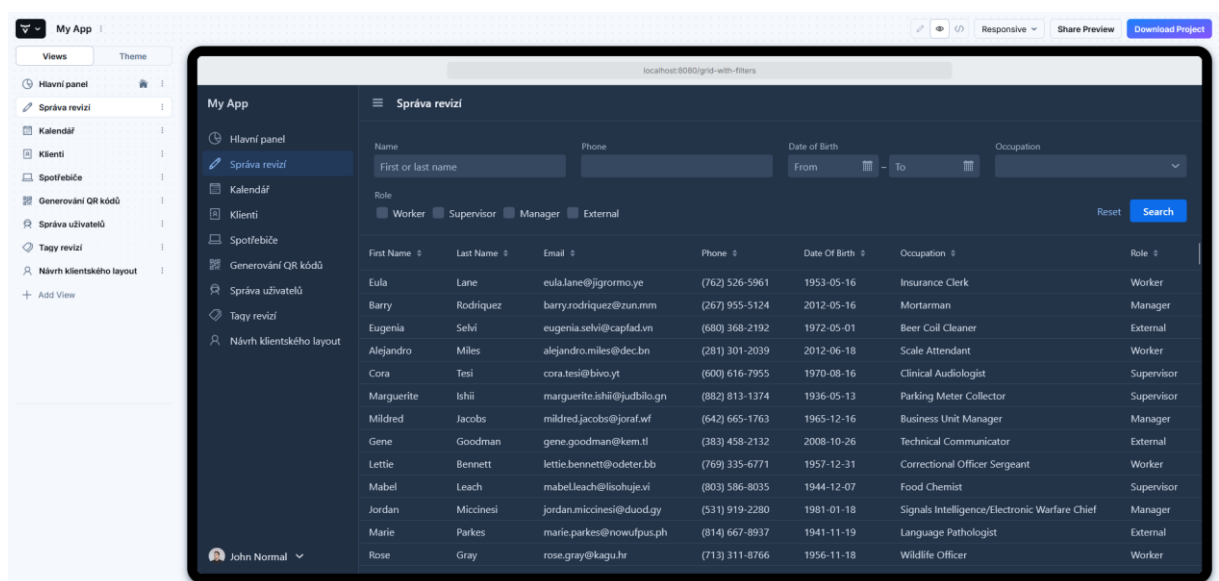 My App
Responsive
Share Preview
Download Project
Views Theme
Hlavní panel
Správa revizí
Kalendář
Klienti
Spotřebiče
Generování QR kódů
Správa uživatelů
Tagy revizí
Návrh klientského layout
+ Add View
localhost:8080/grid-with-filters
My App
Hlavní panel
Správa revizí
Kalendář
Klienti
Spotřebiče
Generování QR kódů
Správa uživatelů
Tagy revizí
Návrh klientského layout
John Normal
Správa revizí
Name Phone Date of Birth Occupation
First or last name From – To
Role
Worker Supervisor Manager External Reset Search
First Name Last Name Email Phone Date Of Birth Occupation Role
Eula Lane eula.lane@jigrormo.ye (762) 526-5961 1953-05-16 Insurance Clerk Worker
Barry Rodriquez barry.rodriquez@zun.mm (267) 955-5124 2012-05-16 Mortarman Manager
Eugenia Selvi eugenia.selvi@capfad.vn (680) 368-2192 1972-05-01 Beer Coil Cleaner External
Alejandro Miles alejandro.miles@dec.bn (281) 301-2039 2012-06-18 Scale Attendant Worker
Cora Tesi cora.tesi@bivo.yt (600) 616-7955 1970-08-16 Clinical Audiologist Supervisor
Marguerite Ishii marguerite.ishii@judbilo.gn (882) 813-1374 1936-05-13 Parking Meter Collector Supervisor
Mildred Jacobs mildred.jacobs@joraf.wf (642) 665-1763 1965-12-16 Business Unit Manager Manager
Gene Goodman gene.goodman@kem.tl (383) 458-2132 2008-10-26 Technical Communicator External
Lettie Bennett lettie.bennett@odeter.bb (769) 335-6771 1957-12-31 Correctional Officer Sergeant Worker
Mabel Leach mabel.leach@lisohuje.vi (803) 586-8035 1944-12-07 Food Chemist Supervisor
Jordan Miccinesi jordan.miccinesi@duod.gy (531) 919-2280 1981-01-18 Signals Intelligence/Electronic Warfare Chief Manager
Marie Parkes marie.parkes@nowufpus.ph (814) 667-8937 1941-11-19 Language Pathologist External
Rose Gray rose.gray@kagu.hr (713) 311-8766 1956-11-18 Wildlife Officer Worker